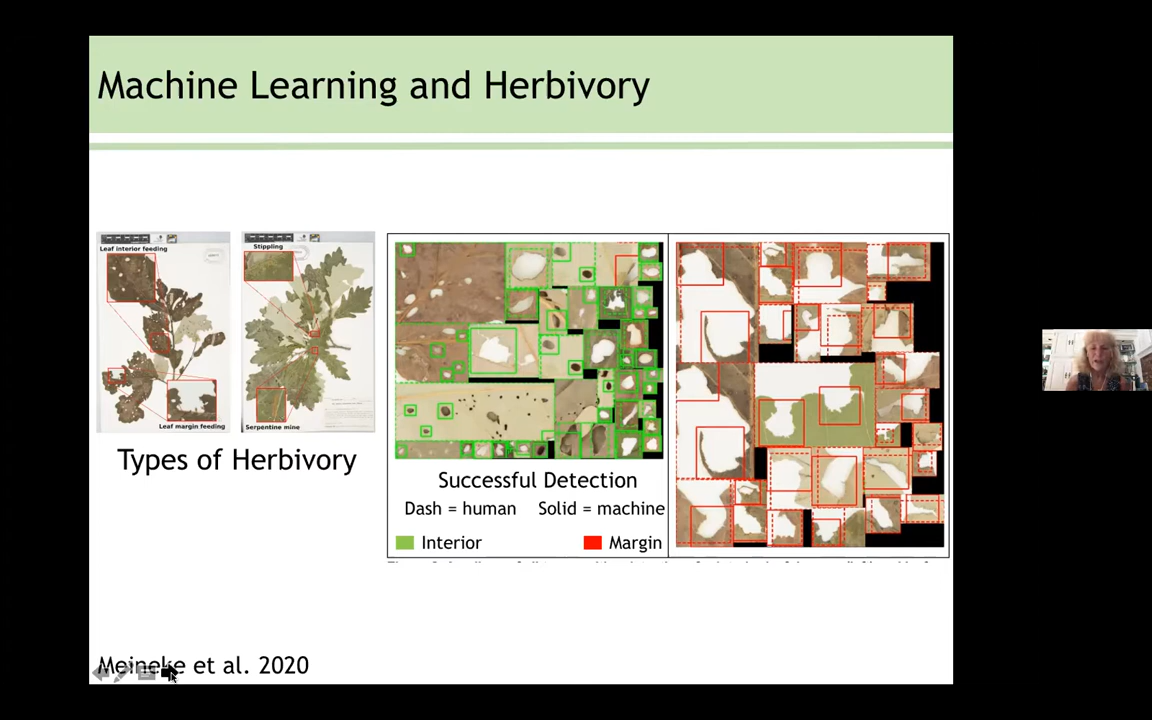 Machine Learning and Herbivory
Leaf interior feeding
Stippling
Leaf margin feeding
Serpentine mine
Types of Herbivory
Successful Detection
Dash = human Solid = machine
Interior
Margin
Meineke et al. 2020